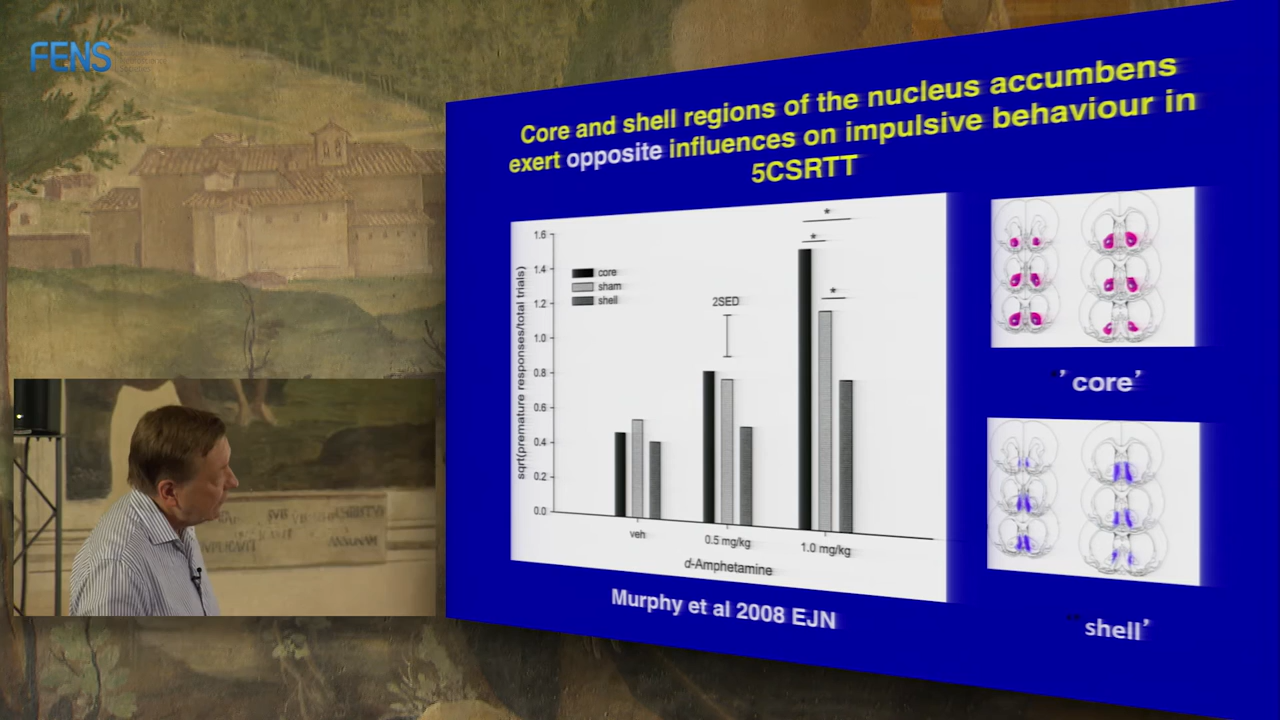 FENS
Core and shell regions of the nucleus accumbens
exert opposite influences on impulsive behaviour in
5CSRTT
sqrt(premature responses/total trials)
1.6
1.4
1.2
1.0
0.8
0.6
0.4
0.2
0.0
core
sham
shell
2SED
*
*
*
veh
0.5 mg/kg
1.0 mg/kg
d-Amphetamine
Murphy et al 2008 EJN
’core’
‘’shell’